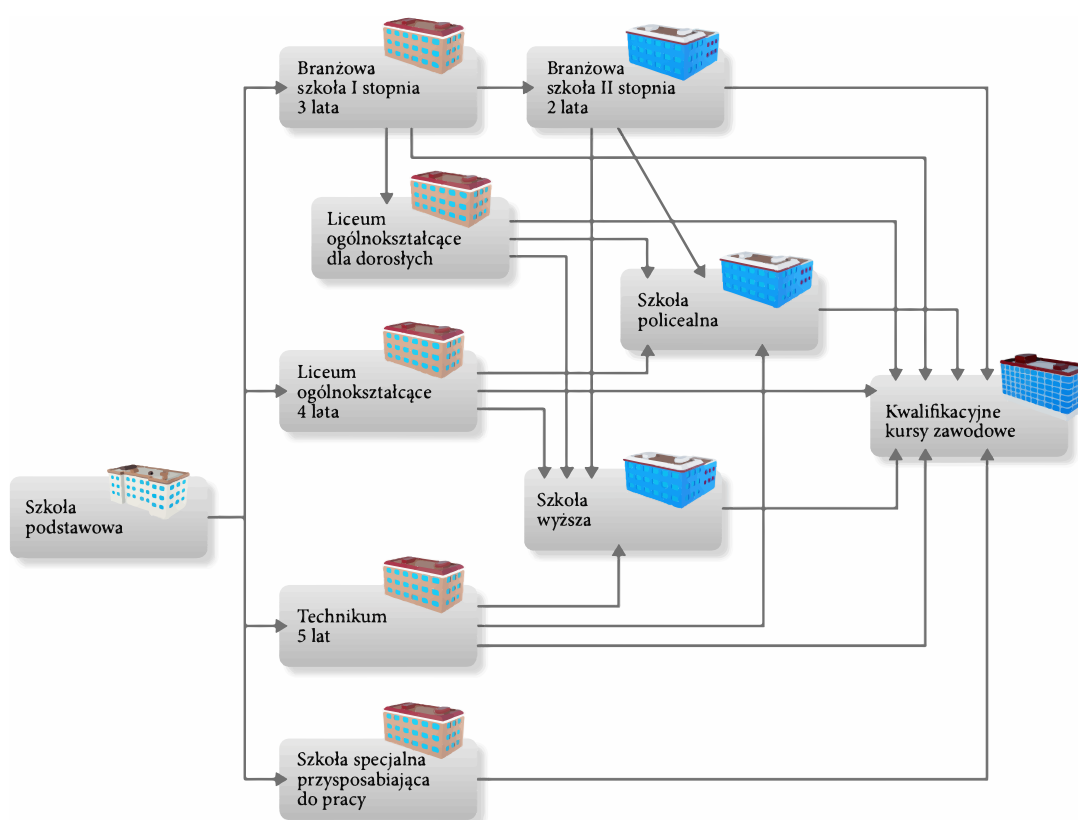 Branżowa
szkoła I stopnia
3 lata
Branżowa
szkoła II stopnia
2 lata
Liceum
ogólnokształcące
dla dorosłych
Szkoła
policealna
Liceum
ogólnokształcące
4 lata
Kwalifikacyjne
kursy zawodowe
Szkoła
podstawowa
Szkoła
wyższa
Technikum
5 lat
Szkoła specjalna
przysposabiająca
do pracy